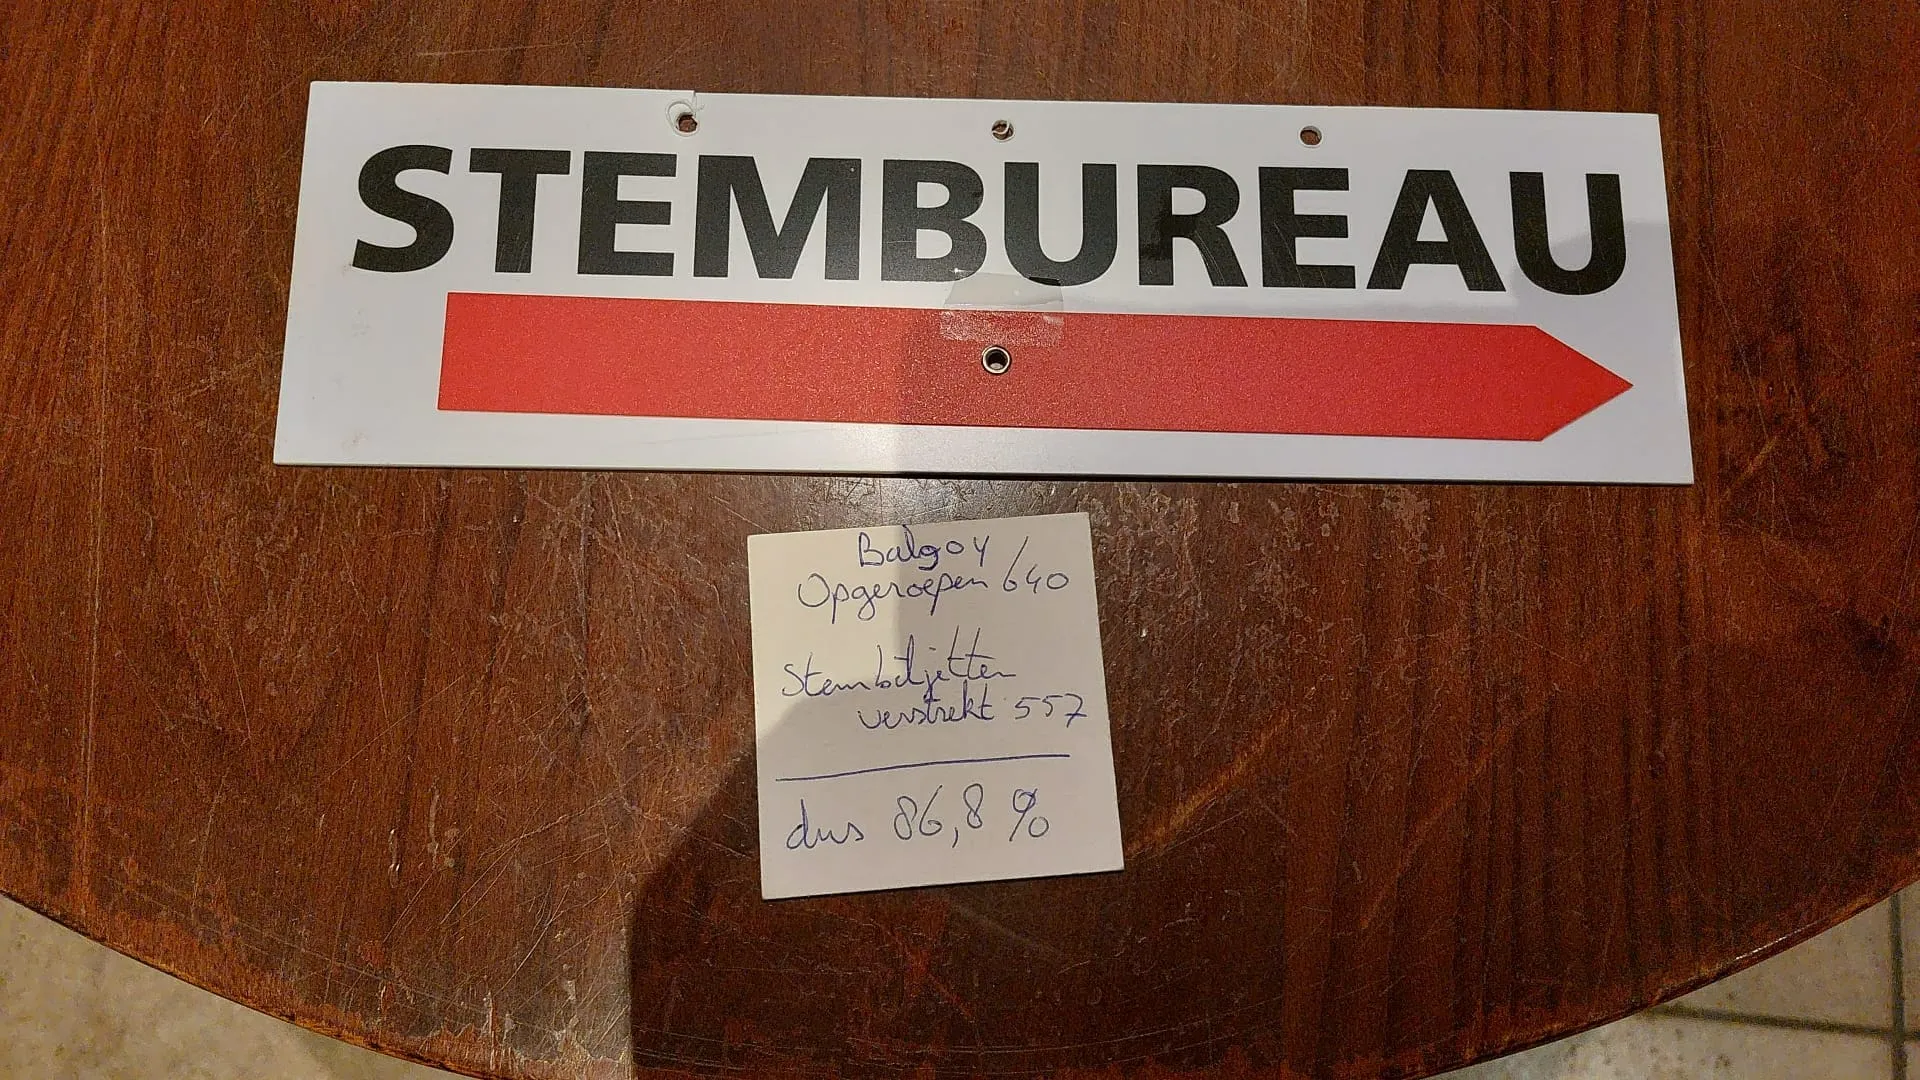 STEMBUREAU
Balgoy
Opgeroepen 640
Stembiljetten
verstrekt 557
dus 86,8 %